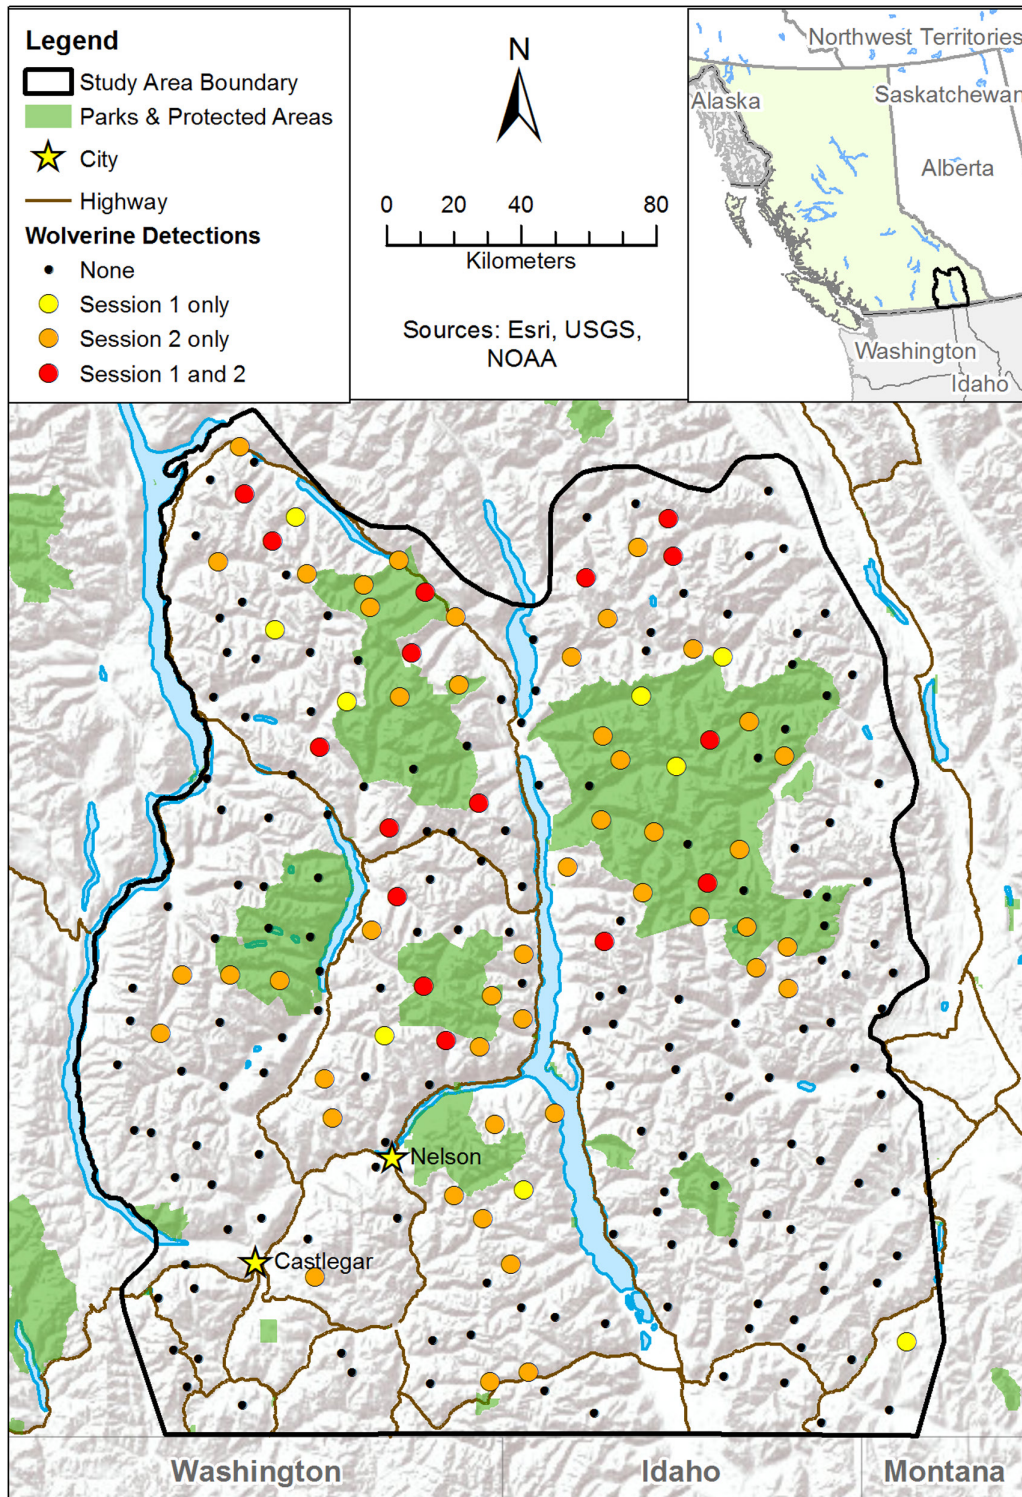 Legend
Study Area Boundary
Parks & Protected Areas
City
Highway
Wolverine Detections
None
Session 1 only
Session 2 only
Session 1 and 2
N
0 20 40 80
Kilometers
Sources: Esri, USGS,
NOAA
Northwest Territories
Alaska
Saskatchewan
Alberta
Washington
Idaho
Nelson
Castlegar
Washington
Idaho
Montana